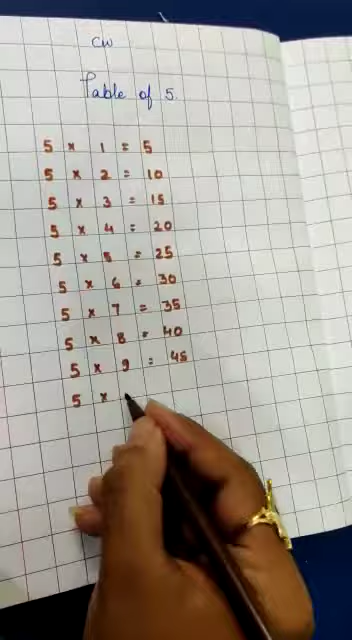 CW
Table of 5.
5 × 1 = 5
5 × 2 = 10
5 × 3 = 15
5 × 4 = 20
5 × 5 = 25
5 × 6 = 30
5 × 7 = 35
5 × 8 = 40
5 × 9 = 45
5 ×